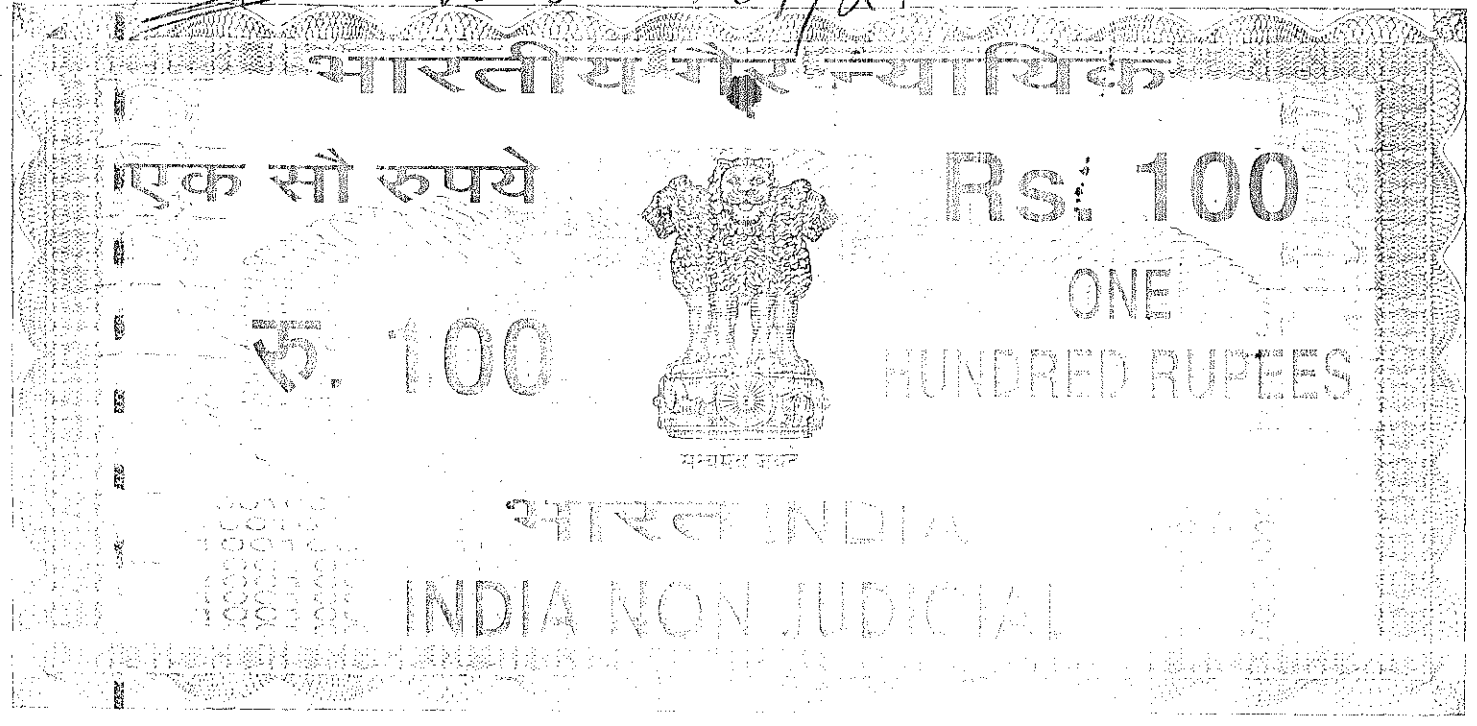 भारतीय गैर न्यायिक
एक सौ रुपये
Rs. 100
रु. 100
ONE
HUNDRED RUPEES
सत्यमेव जयते
भारत INDIA
INDIA NON JUDICIAL